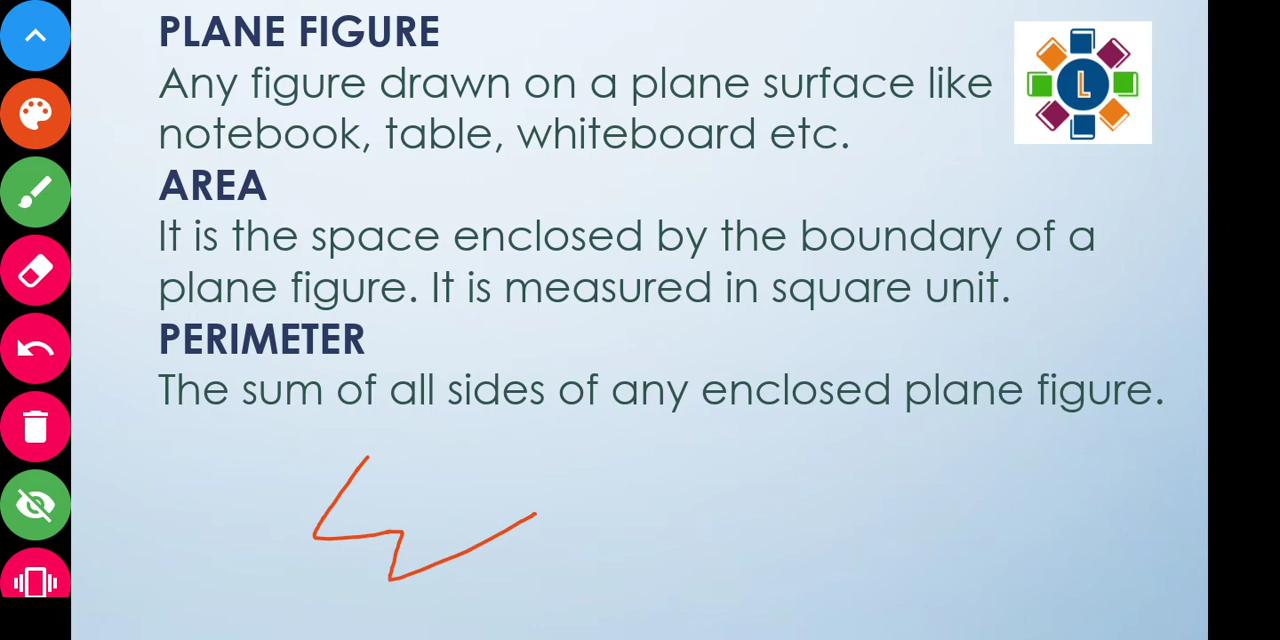 PLANE FIGURE
Any figure drawn on a plane surface like
notebook, table, whiteboard etc.
L
AREA
It is the space enclosed by the boundary of a
plane figure. It is measured in square unit.
PERIMETER
The sum of all sides of any enclosed plane figure.